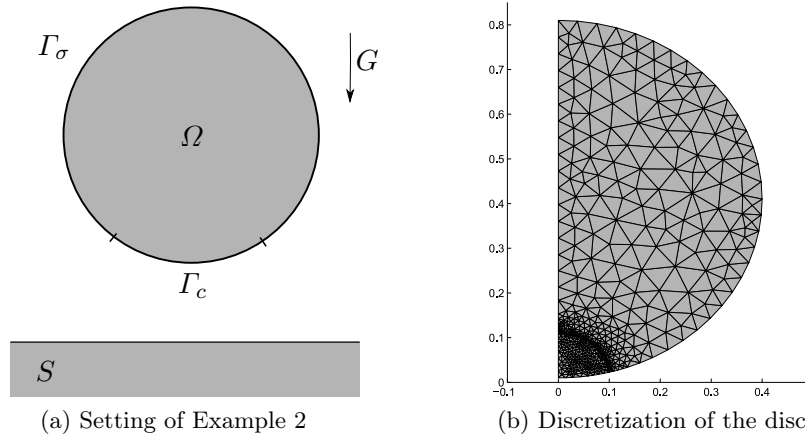 Γσ
G
Ω
Γc
S
(a) Setting of Example 2
0.8
0.7
0.6
0.5
0.4
0.3
0.2
0.1
0
−0.1 0 0.1 0.2 0.3 0.4
(b) Discretization of the disc